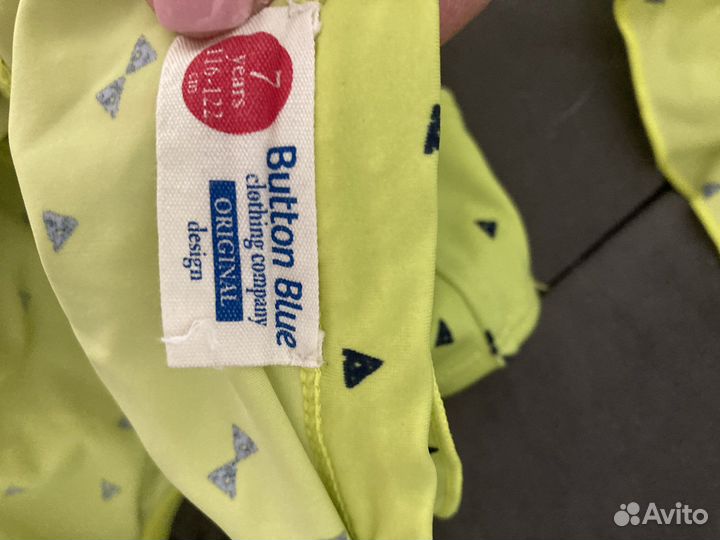 7
years
116-122
cm
Button Blue
clothing company
ORIGINAL
design
Avito